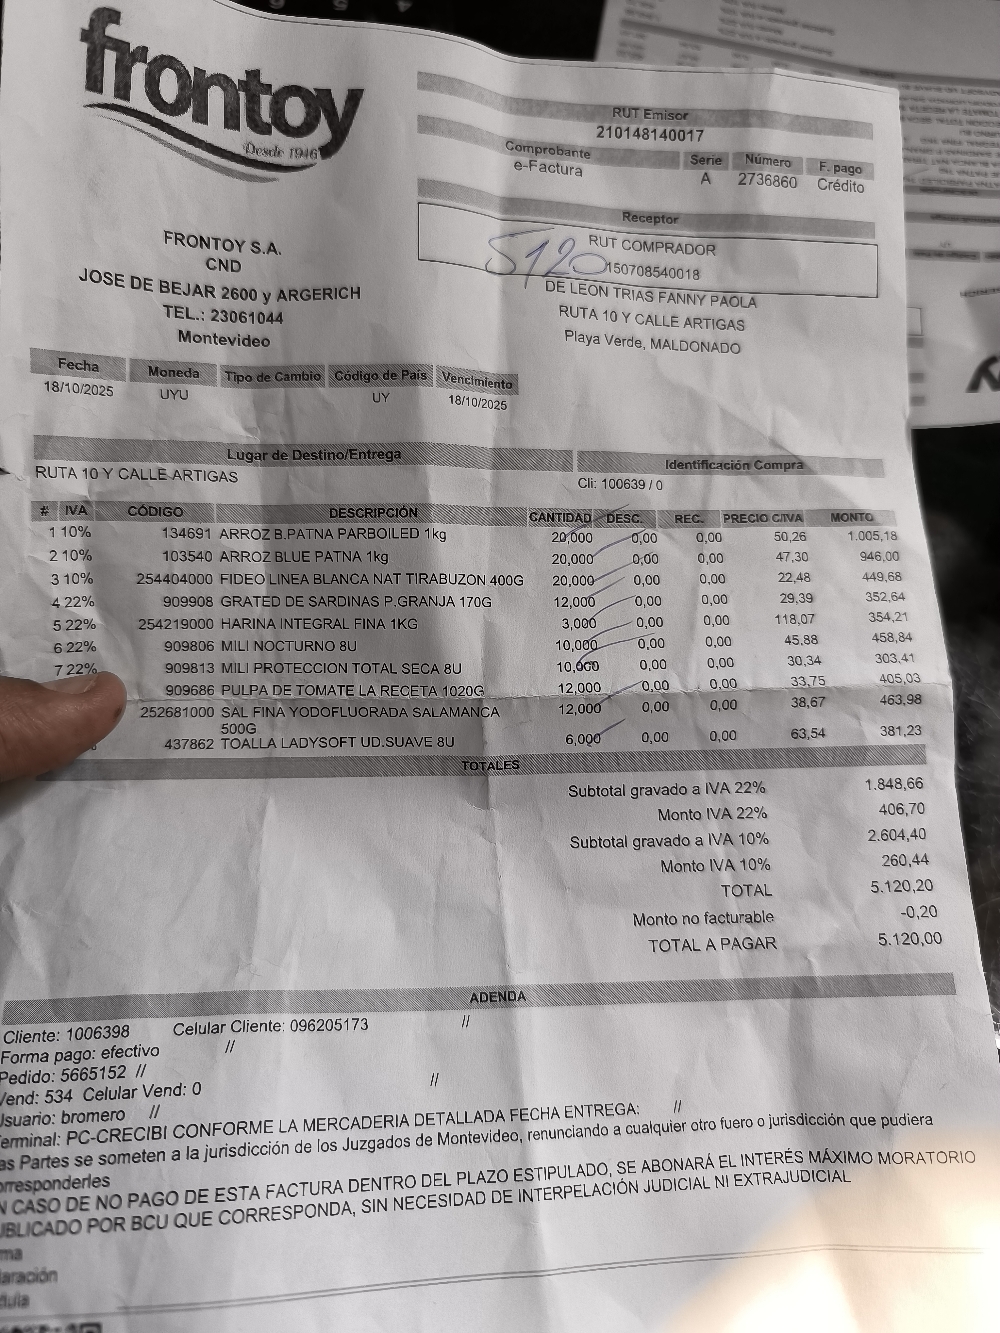 frontoy
Desde 1946
RUT Emisor
210148140017
Comprobante Serie Número F. pago
e-Factura A 2736860 Crédito
Receptor
5120
RUT COMPRADOR
150708540018
DE LEON TRIAS FANNY PAOLA
RUTA 10 Y CALLE ARTIGAS
Playa Verde, MALDONADO
FRONTOY S.A.
CND
JOSE DE BEJAR 2600 y ARGERICH
TEL.: 23061044
Montevideo
Fecha Moneda Tipo de Cambio Código de País Vencimiento
18/10/2025 UYU UY 18/10/2025
Lugar de Destino/Entrega Identificación Compra
RUTA 10 Y CALLE ARTIGAS Cli: 100639 / 0
# IVA CÓDIGO DESCRIPCIÓN CANTIDAD DESC. REC. PRECIO C/IVA MONTO
1 10% 134691 ARROZ B.PATNA PARBOILED 1kg 20,000 0,00 0,00 50,26 1.005,18
2 10% 103540 ARROZ BLUE PATNA 1kg 20,000 0,00 0,00 47,30 946,00
3 10% 254404000 FIDEO LINEA BLANCA NAT TIRABUZON 400G 20,000 0,00 0,00 22,48 449,68
4 22% 909908 GRATED DE SARDINAS P.GRANJA 170G 12,000 0,00 0,00 29,39 352,64
5 22% 254219000 HARINA INTEGRAL FINA 1KG 3,000 0,00 0,00 118,07 354,21
6 22% 909806 MILI NOCTURNO 8U 10,000 0,00 0,00 45,88 458,84
7 22% 909813 MILI PROTECCION TOTAL SECA 8U 10,000 0,00 0,00 30,34 303,41
909686 PULPA DE TOMATE LA RECETA 1020G 12,000 0,00 0,00 33,75 405,03
252681000 SAL FINA YODOFLUORADA SALAMANCA 12,000 0,00 0,00 38,67 463,98
500G
437862 TOALLA LADYSOFT UD.SUAVE 8U 6,000 0,00 0,00 63,54 381,23
TOTALES
Subtotal gravado a IVA 22% 1.848,66
Monto IVA 22% 406,70
Subtotal gravado a IVA 10% 2.604,40
Monto IVA 10% 260,44
TOTAL 5.120,20
Monto no facturable -0,20
TOTAL A PAGAR 5.120,00
ADENDA
Cliente: 1006398 Celular Cliente: 096205173 //
Forma pago: efectivo //
Pedido: 5665152 //
Vend: 534 Celular Vend: 0 //
Usuario: bromero //
erminal: PC-CRECIBI CONFORME LA MERCADERIA DETALLADA FECHA ENTREGA: //
as Partes se someten a la jurisdicción de los Juzgados de Montevideo, renunciando a cualquier otro fuero o jurisdicción que pudiera
orresponderles
N CASO DE NO PAGO DE ESTA FACTURA DENTRO DEL PLAZO ESTIPULADO, SE ABONARÁ EL INTERÉS MÁXIMO MORATORIO
UBLICADO POR BCU QUE CORRESPONDA, SIN NECESIDAD DE INTERPELACIÓN JUDICIAL NI EXTRAJUDICIAL
ma
laración
dula